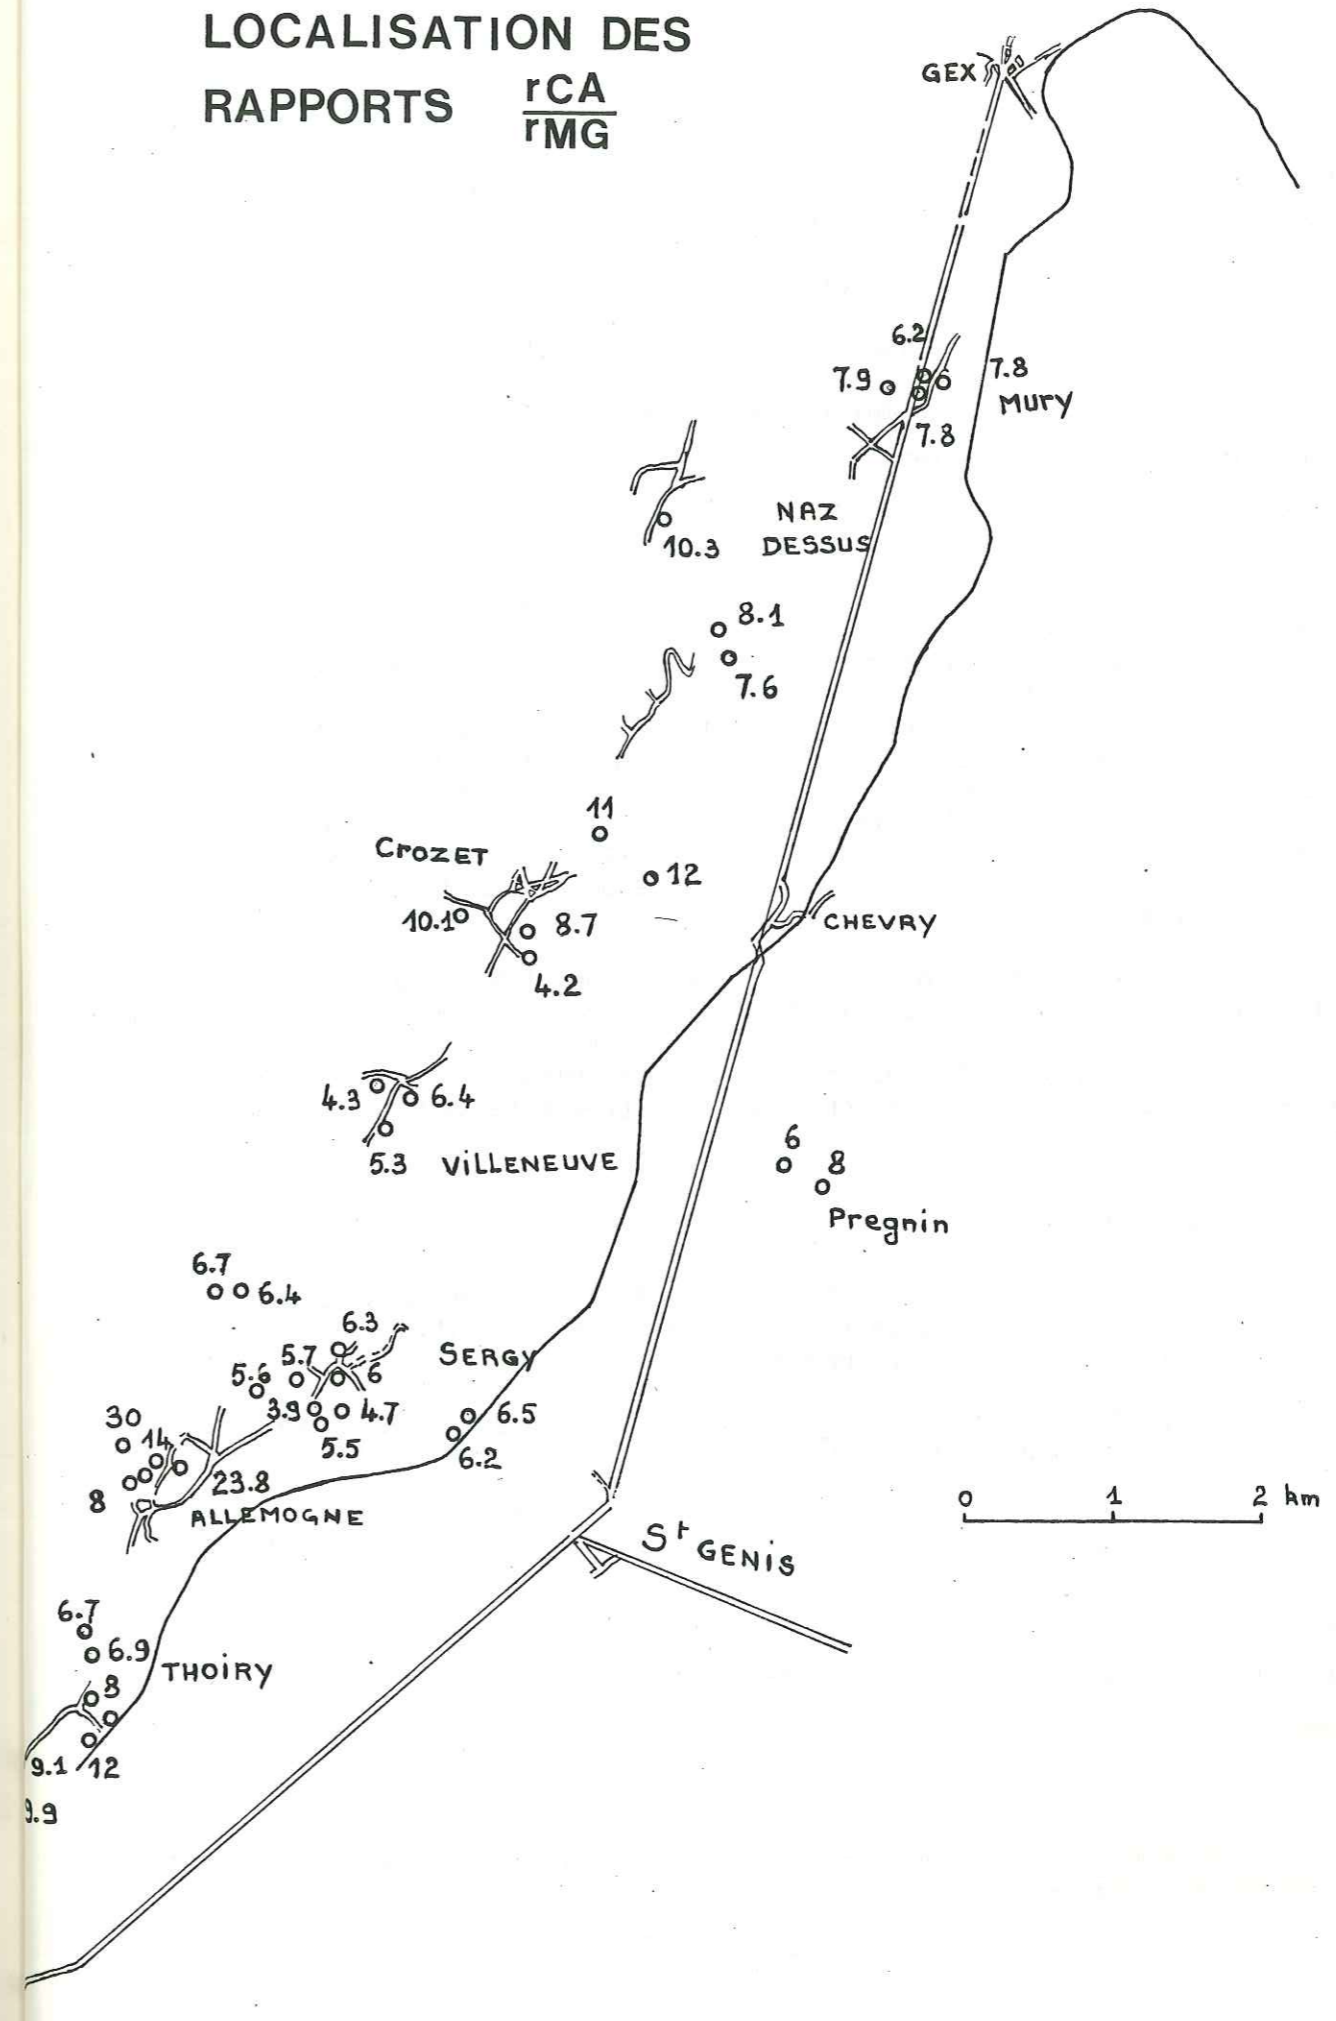 LOCALISATION DES
RAPPORTS rCA
rMG
GEX
6.2
7.9
6
7.8
Mury
7.8
NAZ
DESSUS
10.3
8.1
7.6
11
CROZET
12
10.1
8.7
CHEVRY
4.2
4.3
6.4
5.3
VILLENEUVE
6
8
Pregnin
6.7
6.4
6.3
5.7
6
SERGY
5.6
3.9
4.7
6.5
30
14
5.5
6.2
8
23.8
ALLEMOGNE
0 1 2 km
St GENIS
6.7
6.9
THOIRY
8
9.1
12
9.9